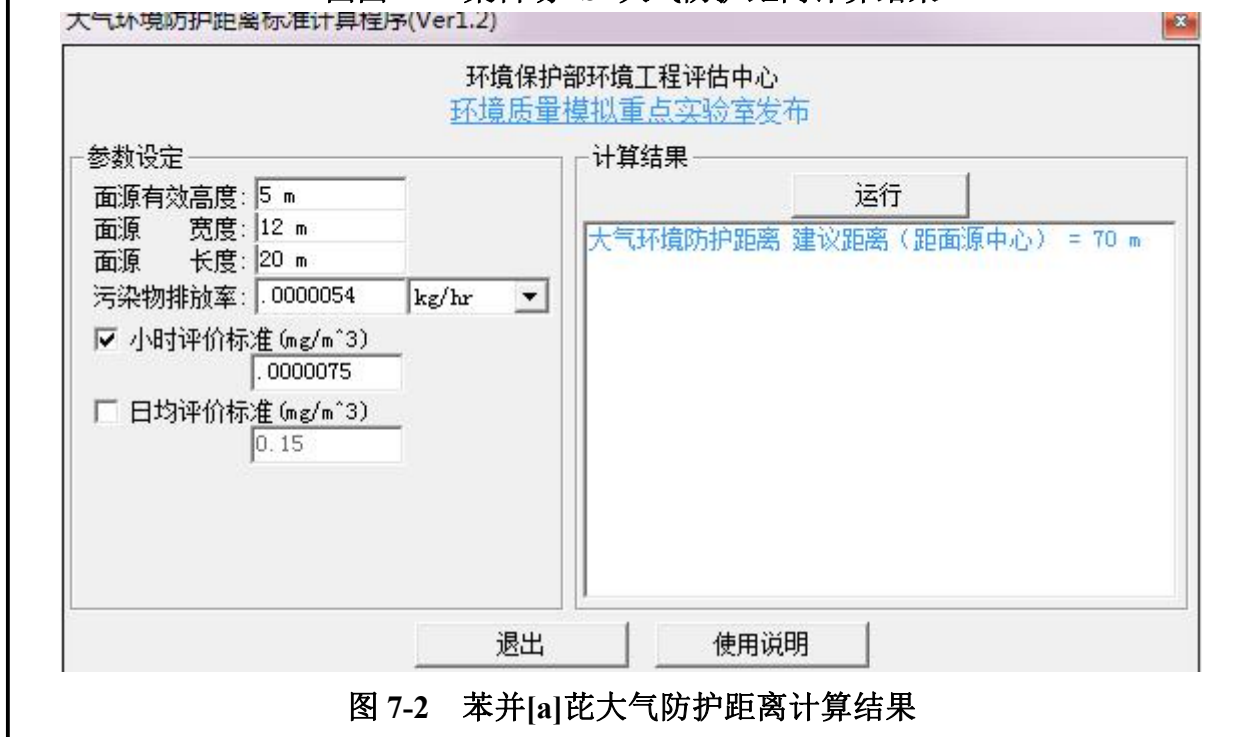 大气环境防护距离标准计算程序(Ver1.2)
环境保护部环境工程评估中心
环境质量模拟重点实验室发布
参数设定
面源有效高度: 5 m
面源 宽度: 12 m
面源 长度: 20 m
污染物排放率: .0000054 kg/hr
小时评价标准(mg/m^3)
.0000075
日均评价标准(mg/m^3)
0.15
计算结果
运行
大气环境防护距离 建议距离(距面源中心) = 70 m
退出
使用说明
图 7-2 苯并[a]芘大气防护距离计算结果